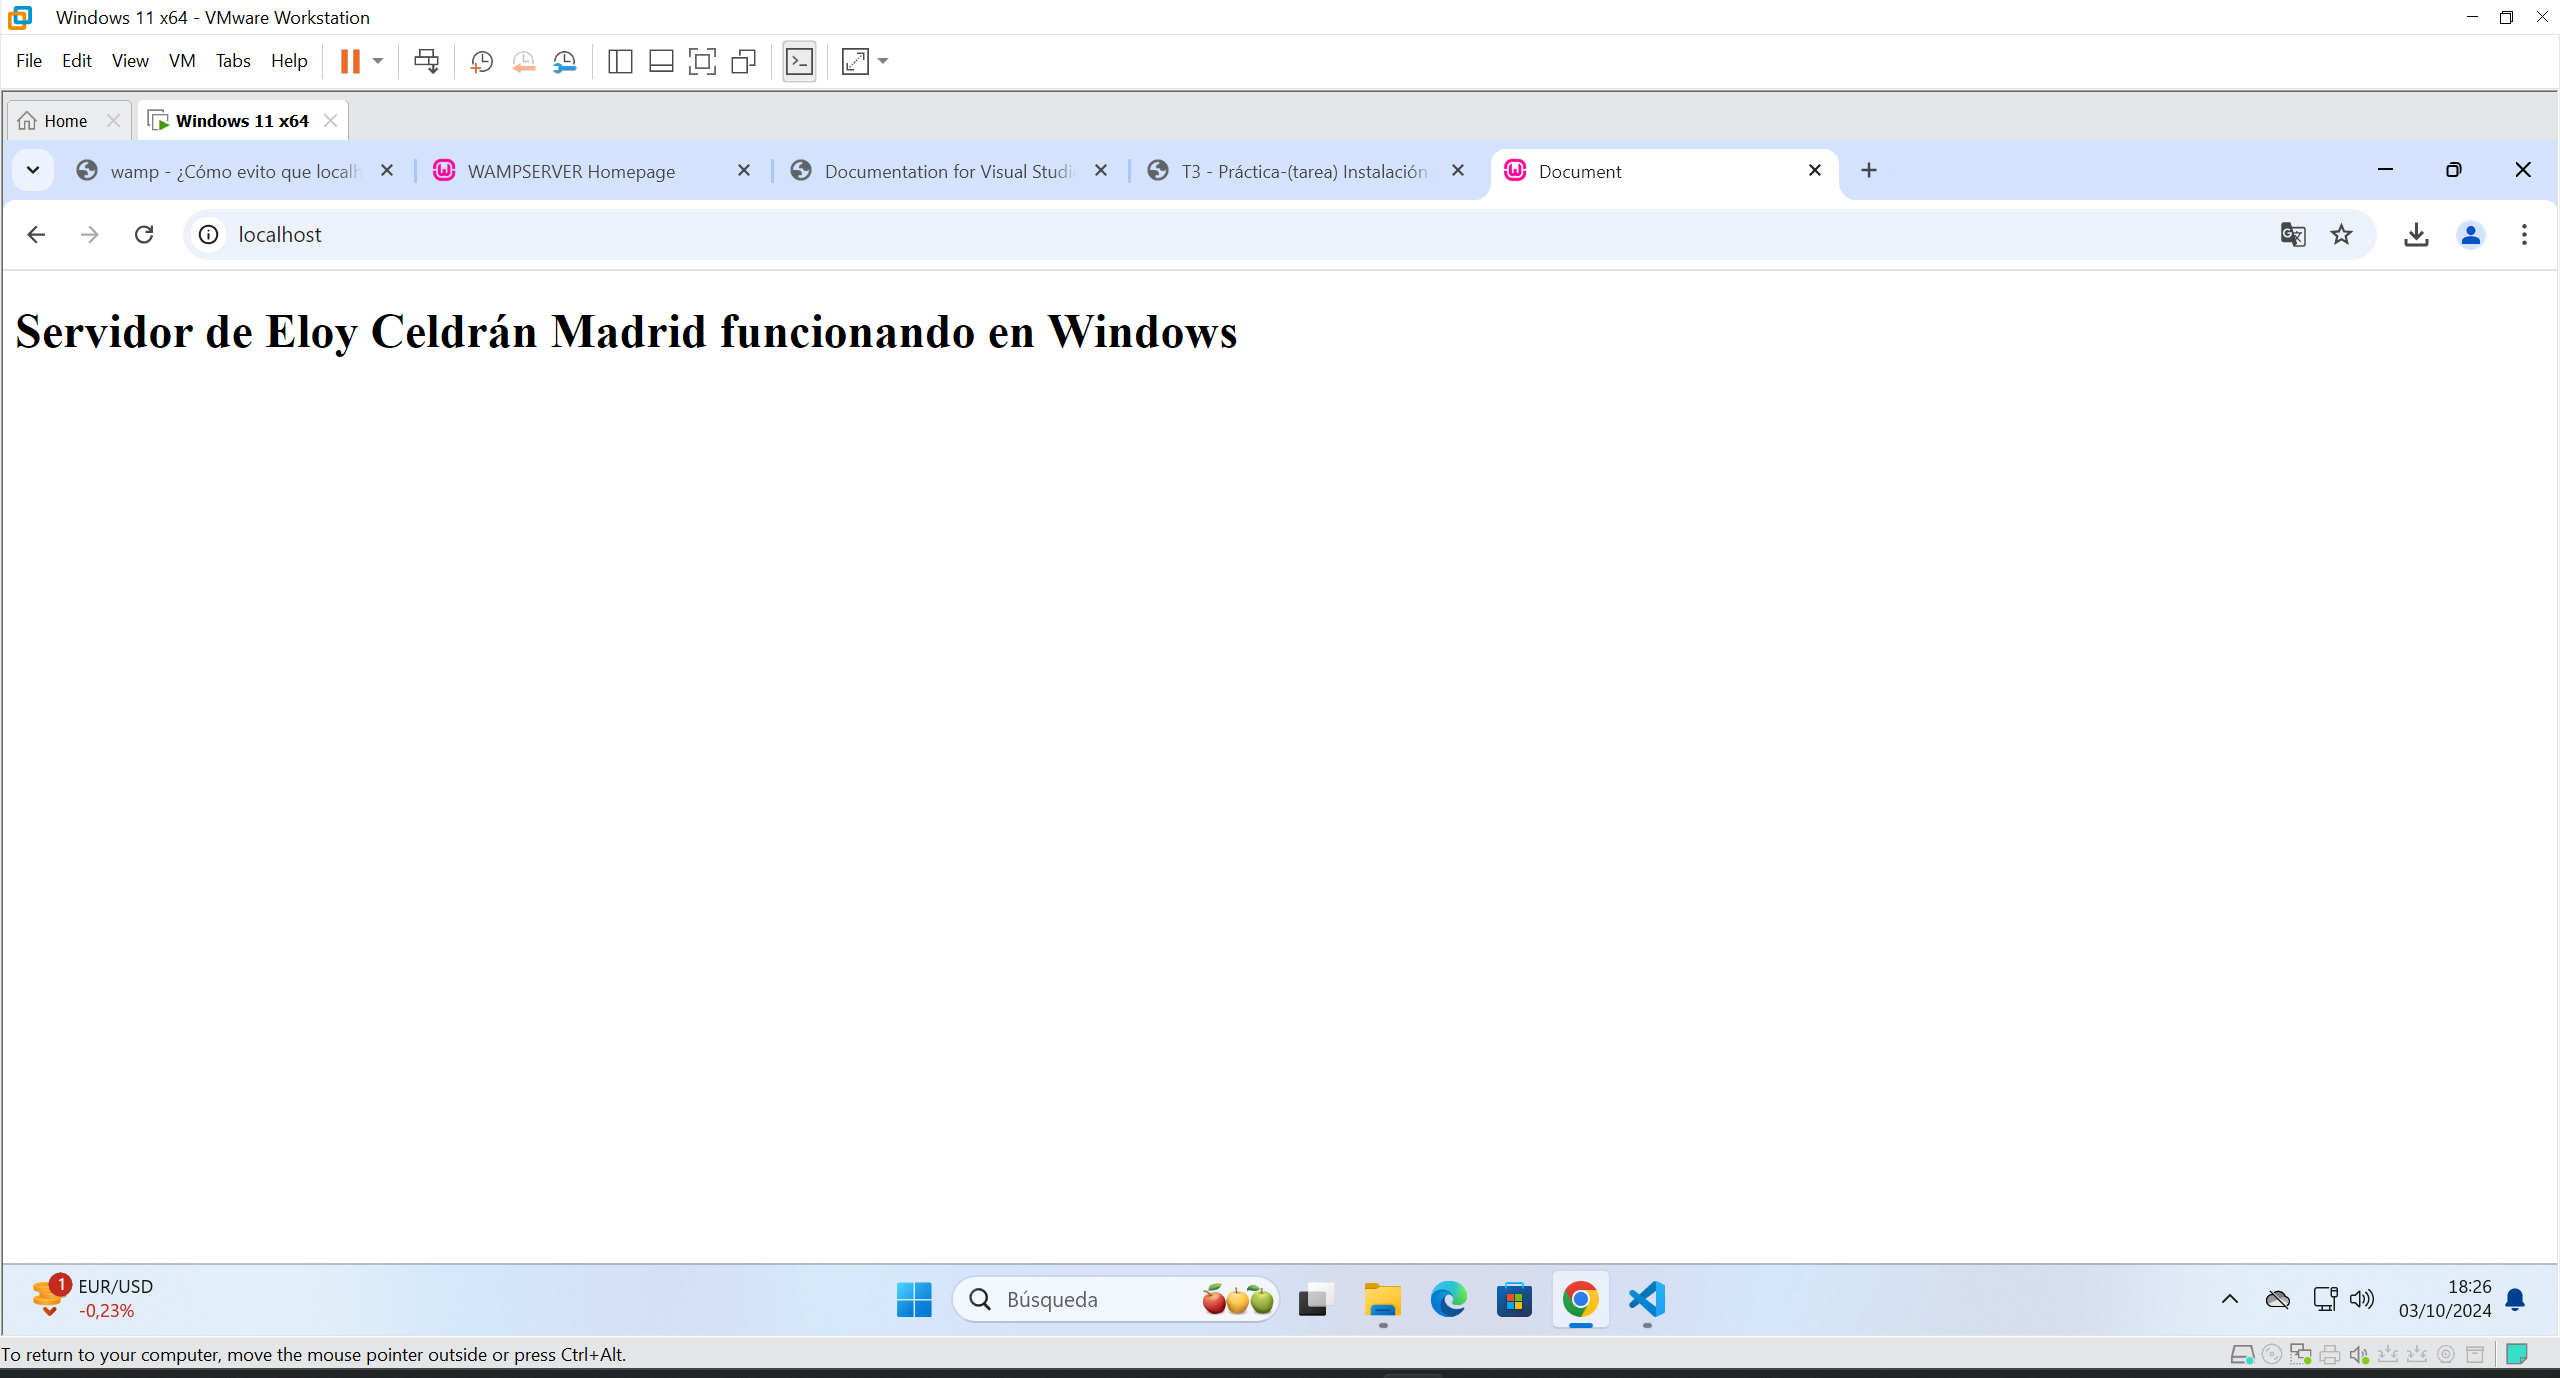 Windows 11 x64 - VMware Workstation
File Edit View VM Tabs Help
Home Windows 11 x64
wamp - ¿Cómo evito que localh WAMPSERVER Homepage Documentation for Visual Studi T3 - Práctica-(tarea) Instalación Document
localhost
Servidor de Eloy Celdrán Madrid funcionando en Windows
1 EUR/USD
-0,23%
Búsqueda
18:26
03/10/2024
To return to your computer, move the mouse pointer outside or press Ctrl+Alt.